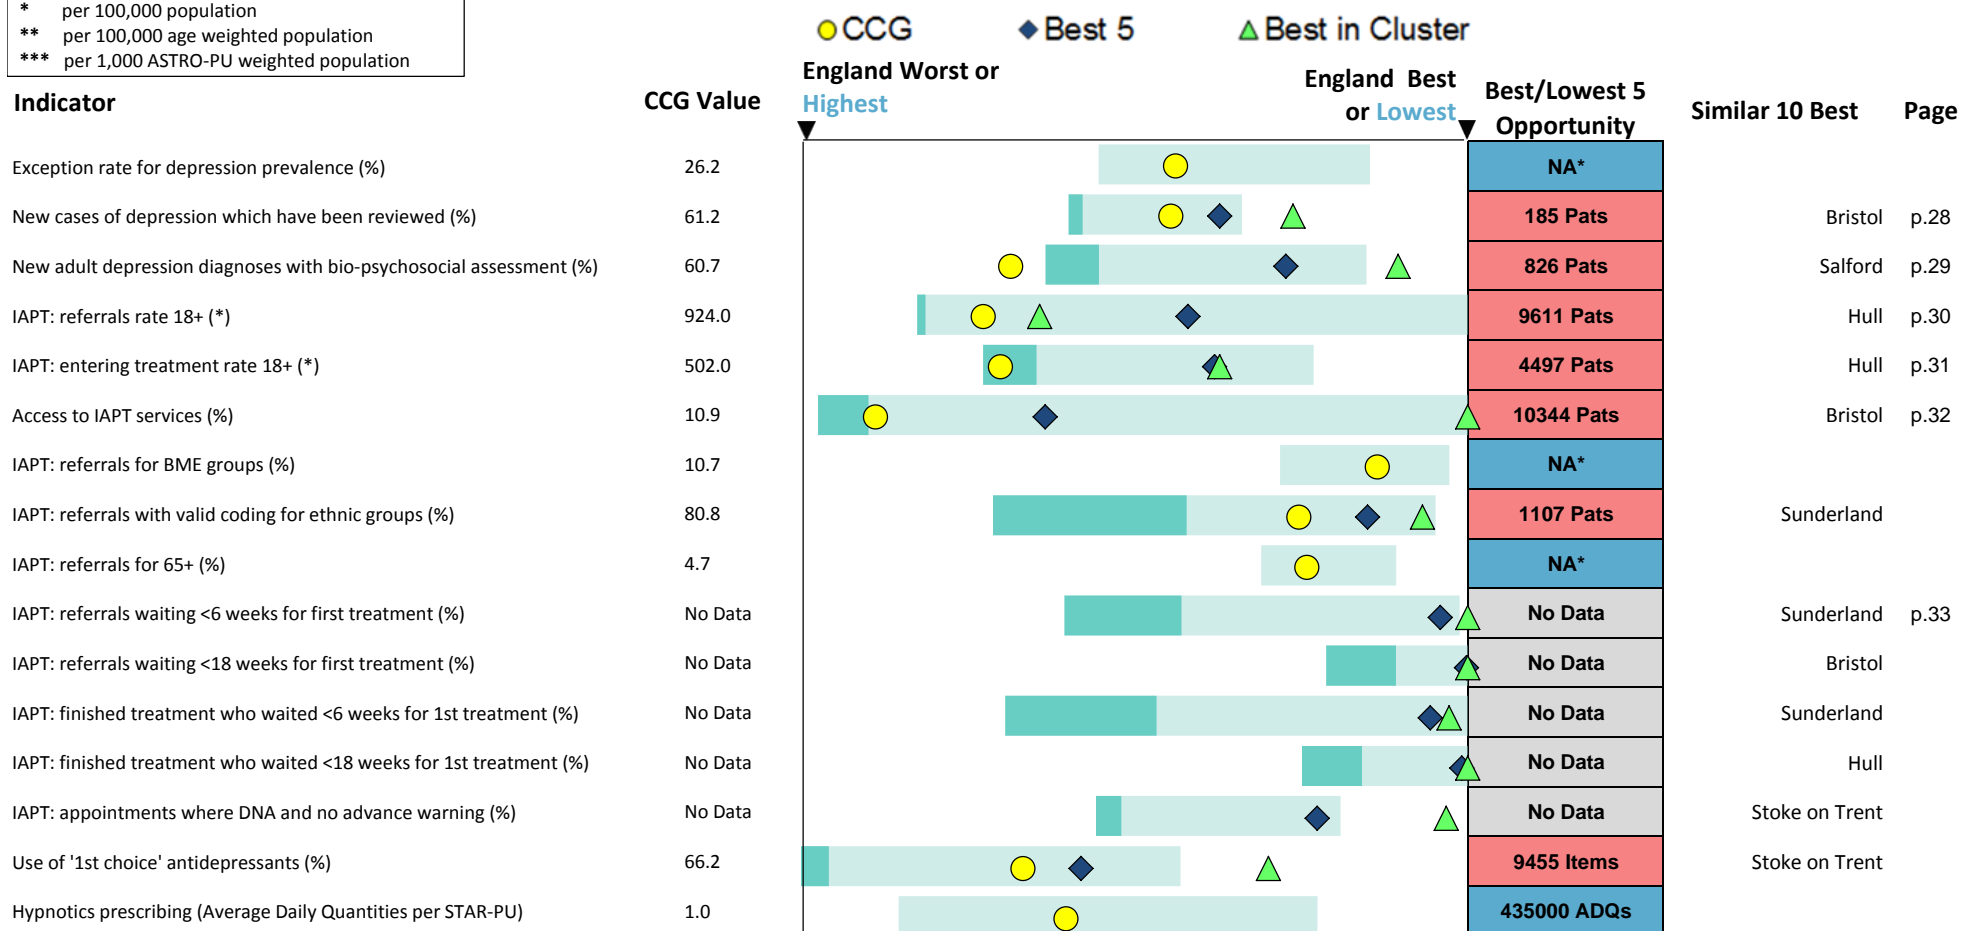 * per 100,000 population
** per 100,000 age weighted population
*** per 1,000 ASTRO-PU weighted population
CCG Best 5 Best in Cluster
Indicator CCG Value England Worst or Highest England Best or Lowest Best/Lowest 5 Opportunity Similar 10 Best Page
Exception rate for depression prevalence (%) 26.2 NA*
New cases of depression which have been reviewed (%) 61.2 185 Pats Bristol p.28
New adult depression diagnoses with bio-psychosocial assessment (%) 60.7 826 Pats Salford p.29
IAPT: referrals rate 18+ (*) 924.0 9611 Pats Hull p.30
IAPT: entering treatment rate 18+ (*) 502.0 4497 Pats Hull p.31
Access to IAPT services (%) 10.9 10344 Pats Bristol p.32
IAPT: referrals for BME groups (%) 10.7 NA*
IAPT: referrals with valid coding for ethnic groups (%) 80.8 1107 Pats Sunderland
IAPT: referrals for 65+ (%) 4.7 NA*
IAPT: referrals waiting <6 weeks for first treatment (%) No Data No Data Sunderland p.33
IAPT: referrals waiting <18 weeks for first treatment (%) No Data No Data Bristol
IAPT: finished treatment who waited <6 weeks for 1st treatment (%) No Data No Data Sunderland
IAPT: finished treatment who waited <18 weeks for 1st treatment (%) No Data No Data Hull
IAPT: appointments where DNA and no advance warning (%) No Data No Data Stoke on Trent
Use of '1st choice' antidepressants (%) 66.2 9455 Items Stoke on Trent
Hypnotics prescribing (Average Daily Quantities per STAR-PU) 1.0 435000 ADQs